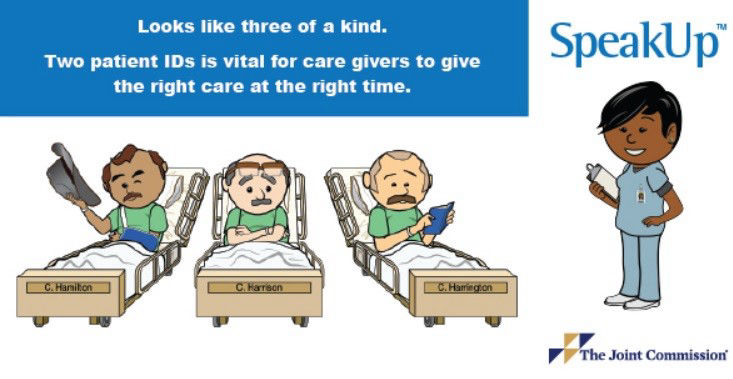 Looks like three of a kind.
Two patient IDs is vital for care givers to give
the right care at the right time.
SpeakUp™
C. Hamilton
C. Harrison
C. Harrington
The Joint Commission